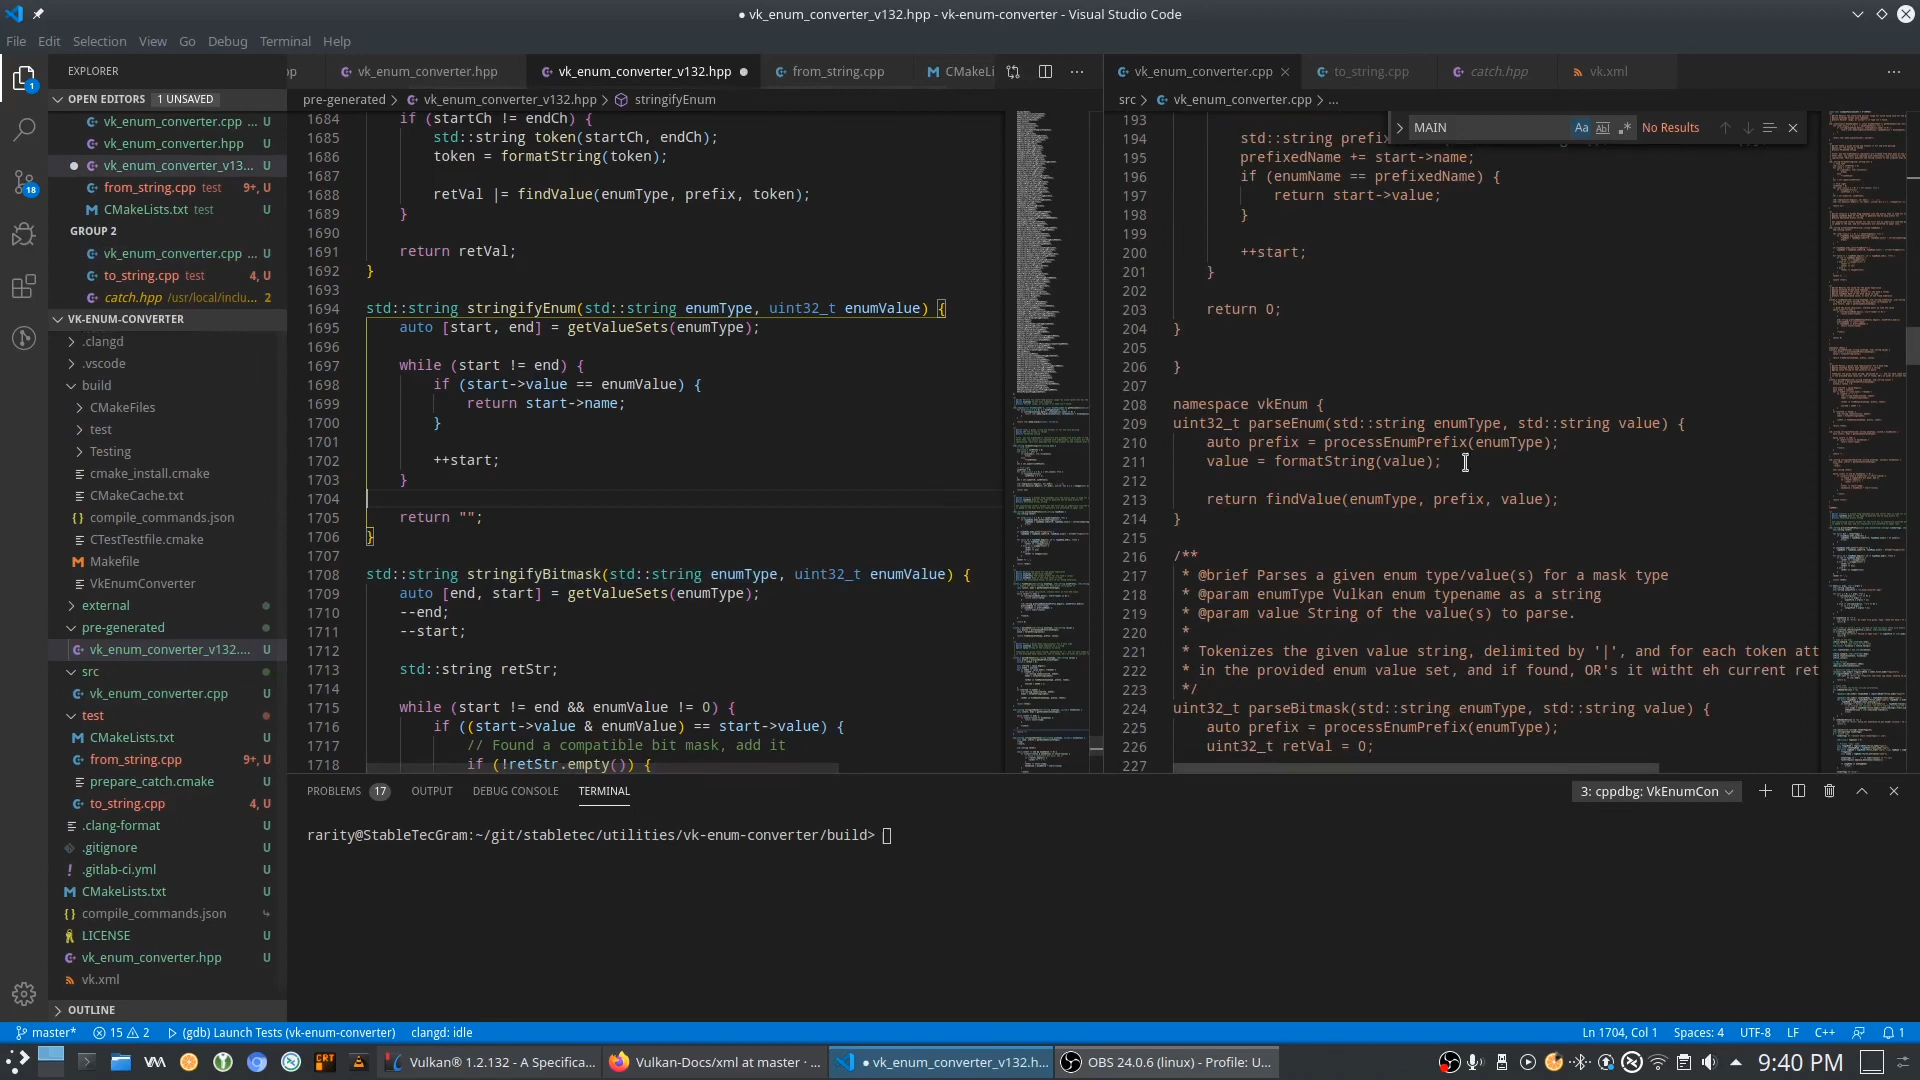 ● vk_enum_converter_v132.hpp - vk-enum-converter - Visual Studio Code
File Edit Selection View Go Debug Terminal Help
EXPLORER
OPEN EDITORS 1 UNSAVED
vk_enum_converter.cpp ... U
vk_enum_converter.hpp U
vk_enum_converter_v13... U
from_string.cpp test 9+, U
CMakeLists.txt test U
GROUP 2
vk_enum_converter.cpp ... U
to_string.cpp test 4, U
catch.hpp /usr/local/inclu... 2
VK-ENUM-CONVERTER
.clangd
.vscode
build
CMakeFiles
test
Testing
cmake_install.cmake
CMakeCache.txt
compile_commands.json
CTestTestfile.cmake
Makefile
VkEnumConverter
external
pre-generated
vk_enum_converter_v132.... U
src
vk_enum_converter.cpp U
test
CMakeLists.txt U
from_string.cpp 9+, U
prepare_catch.cmake U
to_string.cpp 4, U
.clang-format U
.gitignore U
.gitlab-ci.yml U
CMakeLists.txt U
compile_commands.json
LICENSE U
vk_enum_converter.hpp U
vk.xml
OUTLINE
pp vk_enum_converter.hpp vk_enum_converter_v132.hpp ● from_string.cpp CMakeLi
pre-generated > vk_enum_converter_v132.hpp > stringifyEnum
1684 if (startCh != endCh) {
1685 std::string token(startCh, endCh);
1686 token = formatString(token);
1687
1688 retVal |= findValue(enumType, prefix, token);
1689 }
1690
1691 return retVal;
1692 }
1693
1694 std::string stringifyEnum(std::string enumType, uint32_t enumValue) {
1695 auto [start, end] = getValueSets(enumType);
1696
1697 while (start != end) {
1698 if (start->value == enumValue) {
1699 return start->name;
1700 }
1701
1702 ++start;
1703 }
1704
1705 return "";
1706 }
1707
1708 std::string stringifyBitmask(std::string enumType, uint32_t enumValue) {
1709 auto [end, start] = getValueSets(enumType);
1710 --end;
1711 --start;
1712
1713 std::string retStr;
1714
1715 while (start != end && enumValue != 0) {
1716 if ((start->value & enumValue) == start->value) {
1717 // Found a compatible bit mask, add it
1718 if (!retStr.empty()) {
vk_enum_converter.cpp to_string.cpp catch.hpp vk.xml
src > vk_enum_converter.cpp > ...
MAIN Aa Abl .* No Results
193
194 std::string prefix
195 prefixedName += start->name;
196 if (enumName == prefixedName) {
197 return start->value;
198 }
199
200 ++start;
201 }
202
203 return 0;
204 }
205
206 }
207
208 namespace vkEnum {
209 uint32_t parseEnum(std::string enumType, std::string value) {
210 auto prefix = processEnumPrefix(enumType);
211 value = formatString(value);
212
213 return findValue(enumType, prefix, value);
214 }
215
216 /**
217 * @brief Parses a given enum type/value(s) for a mask type
218 * @param enumType Vulkan enum typename as a string
219 * @param value String of the value(s) to parse.
220 *
221 * Tokenizes the given value string, delimited by '|', and for each token att
222 * in the provided enum value set, and if found, OR's it witht eh current ret
223 */
224 uint32_t parseBitmask(std::string enumType, std::string value) {
225 auto prefix = processEnumPrefix(enumType);
226 uint32_t retVal = 0;
227
PROBLEMS 17 OUTPUT DEBUG CONSOLE TERMINAL 3: cppdbg: VkEnumCon
rarity@StableTecGram:~/git/stabletec/utilities/vk-enum-converter/build>
master* 15 2 (gdb) Launch Tests (vk-enum-converter) clangd: idle Ln 1704, Col 1 Spaces: 4 UTF-8 LF C++ 1
Vulkan® 1.2.132 - A Specifica... Vulkan-Docs/xml at master · ... ● vk_enum_converter_v132.h... OBS 24.0.6 (linux) - Profile: U... 9:40 PM